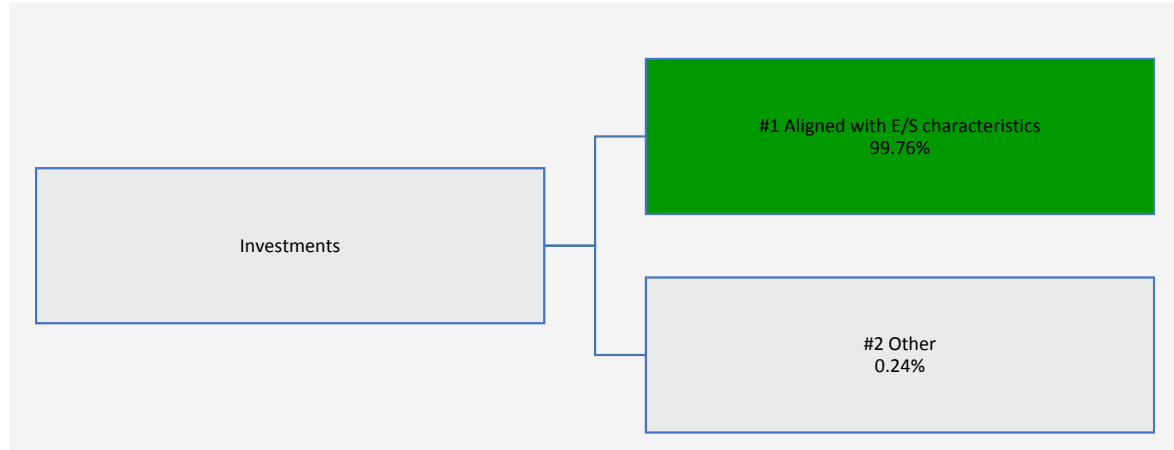 Investments
#1 Aligned with E/S characteristics
99.76%
#2 Other
0.24%